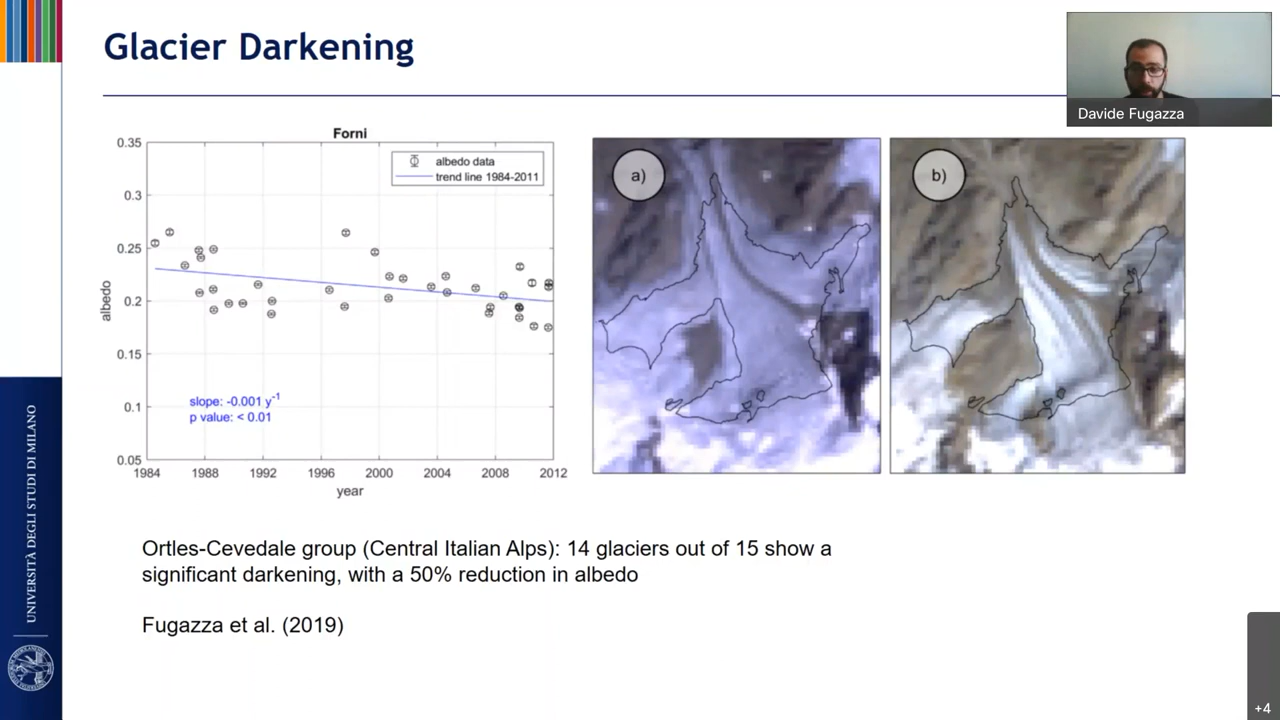 Glacier Darkening
Davide Fugazza
Forni
albedo data
trend line 1984-2011
0.35
0.3
0.25
0.2
0.15
0.1
0.05
albedo
slope: -0.001 y-1
p value: < 0.01
1984
1988
1992
1996
2000
2004
2008
2012
year
a)
b)
Ortles-Cevedale group (Central Italian Alps): 14 glaciers out of 15 show a
significant darkening, with a 50% reduction in albedo
Fugazza et al. (2019)
UNIVERSITÀ DEGLI STUDI DI MILANO
+4